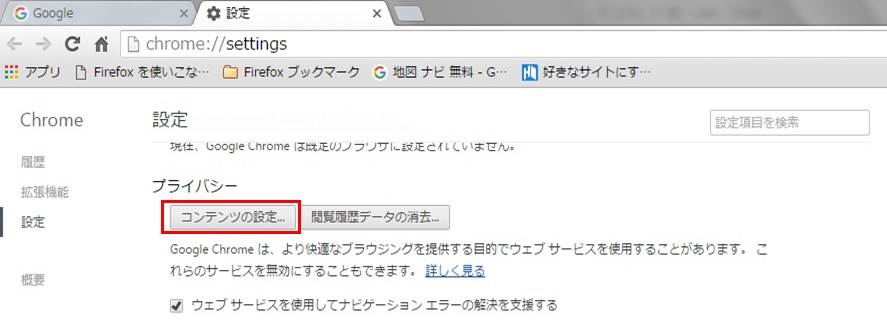 Google
設定
chrome://settings
アプリ
Firefox を使いこな…
Firefox ブックマーク
地図 ナビ 無料 - G…
好きなサイトにす…
Chrome
設定
設定項目を検索
現在、Google Chrome は既定のブラウザに設定されていません。
履歴
プライバシー
拡張機能
設定
コンテンツの設定...
閲覧履歴データの消去...
Google Chrome は、より快適なブラウジングを提供する目的でウェブ サービスを使用することがあります。 こ
れらのサービスを無効にすることもできます。 詳しく見る
概要
ウェブ サービスを使用してナビゲーション エラーの解決を支援する